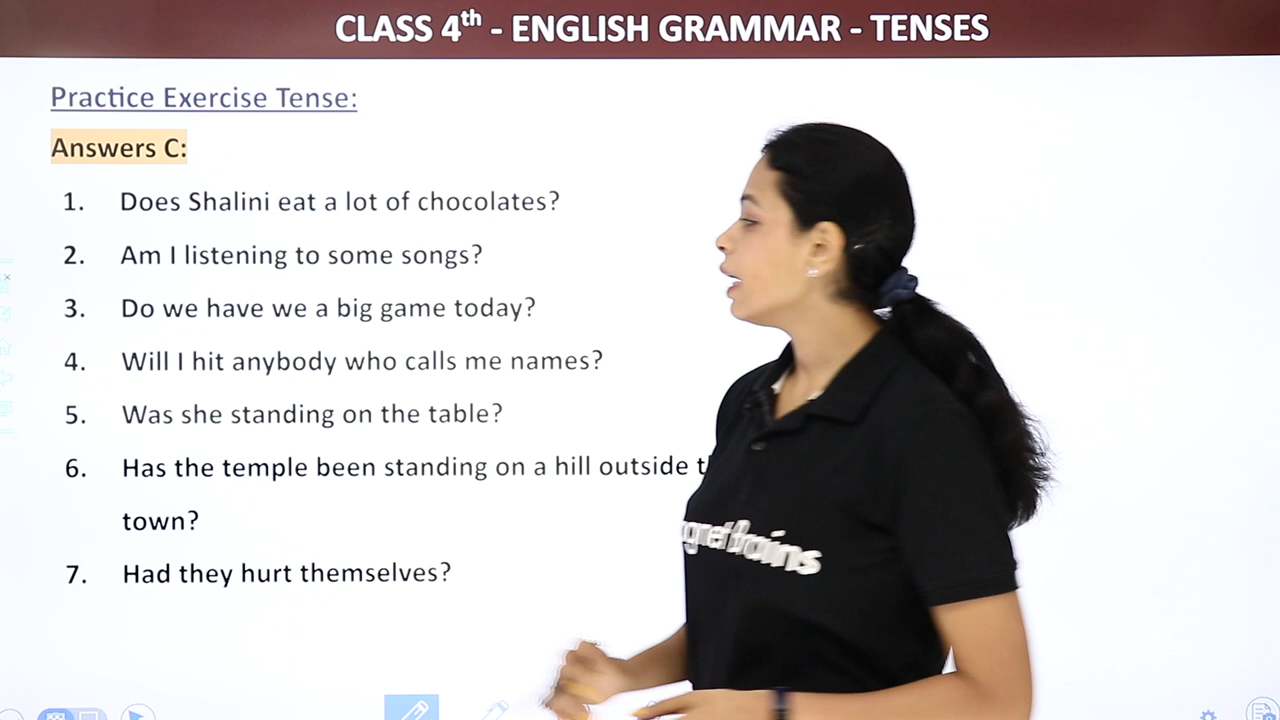 CLASS 4th - ENGLISH GRAMMAR - TENSES
Practice Exercise Tense:
Answers C:
1. Does Shalini eat a lot of chocolates?
2. Am I listening to some songs?
3. Do we have we a big game today?
4. Will I hit anybody who calls me names?
5. Was she standing on the table?
6. Has the temple been standing on a hill outside
town?
7. Had they hurt themselves?